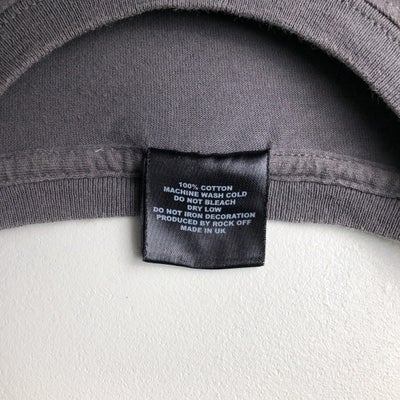 100% COTTON
MACHINE WASH COLD
DO NOT BLEACH
DRY LOW
DO NOT IRON DECORATION
PRODUCED BY ROCK OFF
MADE IN UK